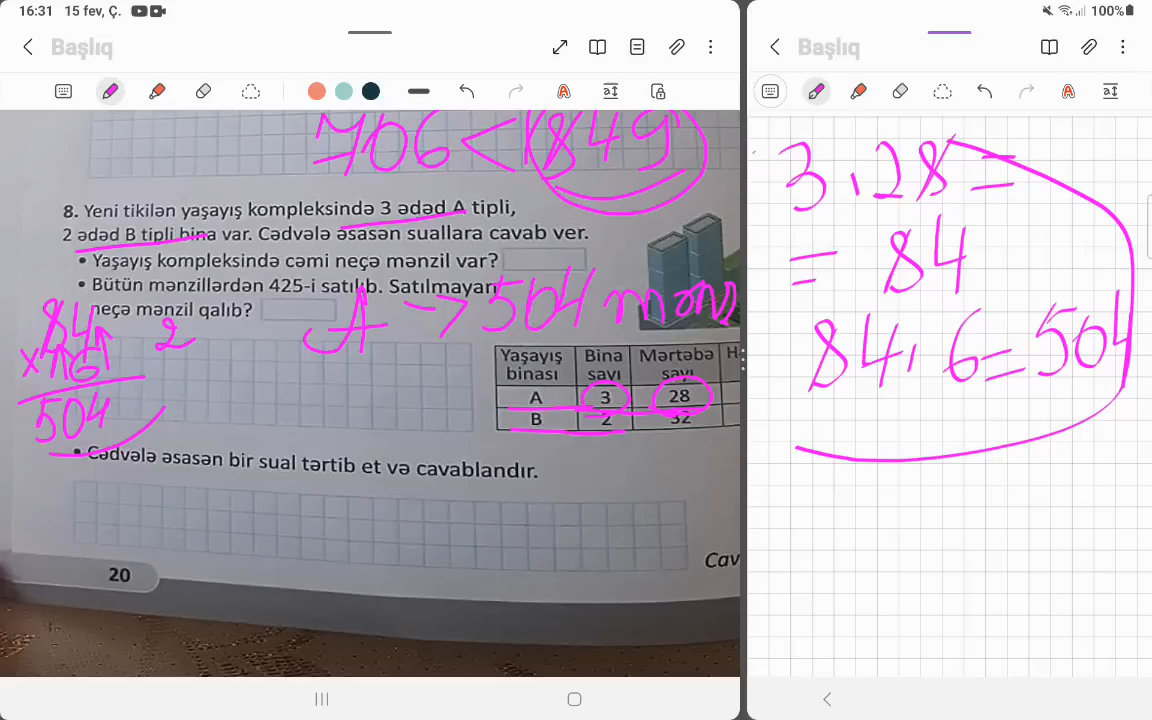 16:31 15 fev, Ç.
100%
Başlıq
Başlıq
706 < 849
8. Yeni tikilən yaşayış kompleksində 3 ədəd A tipli,
2 ədəd B tipli bina var. Cədvələ əsasən suallara cavab ver.
• Yaşayış kompleksində cəmi neçə mənzil var?
• Bütün mənzillərdən 425-i satılıb. Satılmayan
neçə mənzil qalıb?
A → 504 mənz
84
× 6
504
2
Yaşayış binası Bina sayı Mərtəbə sayı H
A 3 28
B 2 32
• Cədvələ əsasən bir sual tərtib et və cavablandır.
Cav
20
3 . 28 =
= 84
84 . 6 = 504